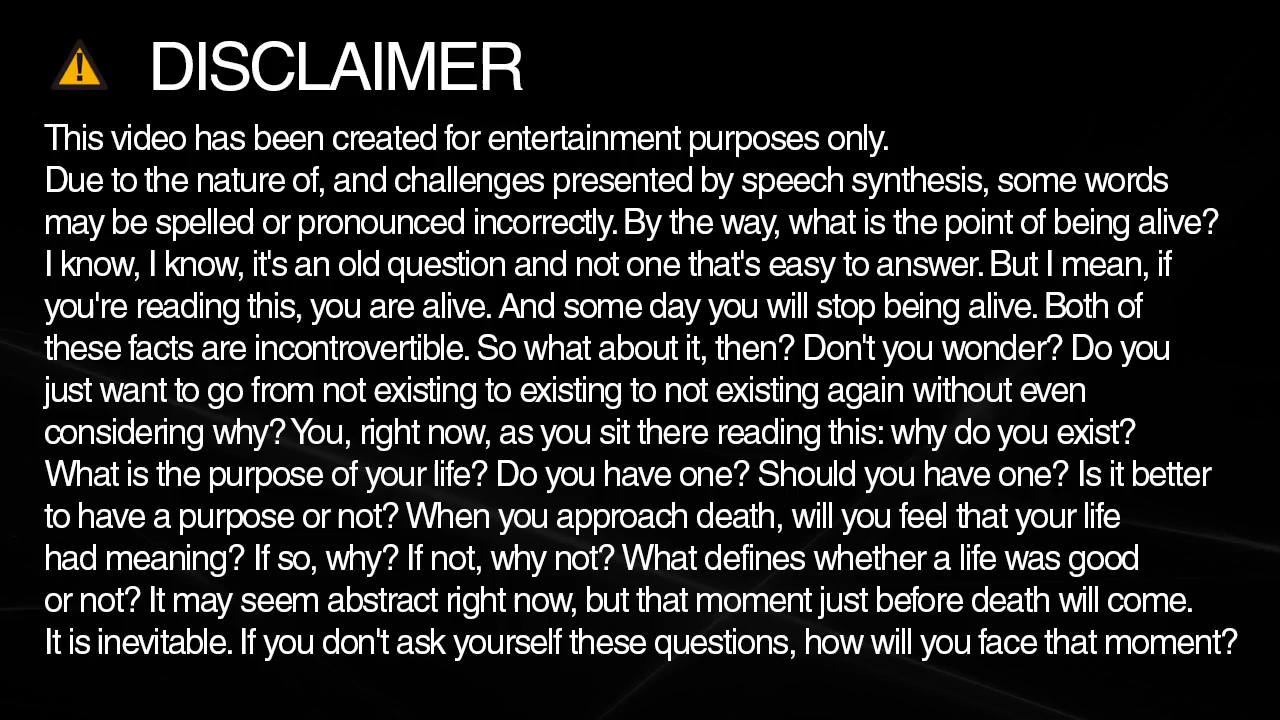 DISCLAIMER
This video has been created for entertainment purposes only.
Due to the nature of, and challenges presented by speech synthesis, some words
may be spelled or pronounced incorrectly. By the way, what is the point of being alive?
I know, I know, it's an old question and not one that's easy to answer. But I mean, if
you're reading this, you are alive. And some day you will stop being alive. Both of
these facts are incontrovertible. So what about it, then? Don't you wonder? Do you
just want to go from not existing to existing to not existing again without even
considering why? You, right now, as you sit there reading this: why do you exist?
What is the purpose of your life? Do you have one? Should you have one? Is it better
to have a purpose or not? When you approach death, will you feel that your life
had meaning? If so, why? If not, why not? What defines whether a life was good
or not? It may seem abstract right now, but that moment just before death will come.
It is inevitable. If you don't ask yourself these questions, how will you face that moment?